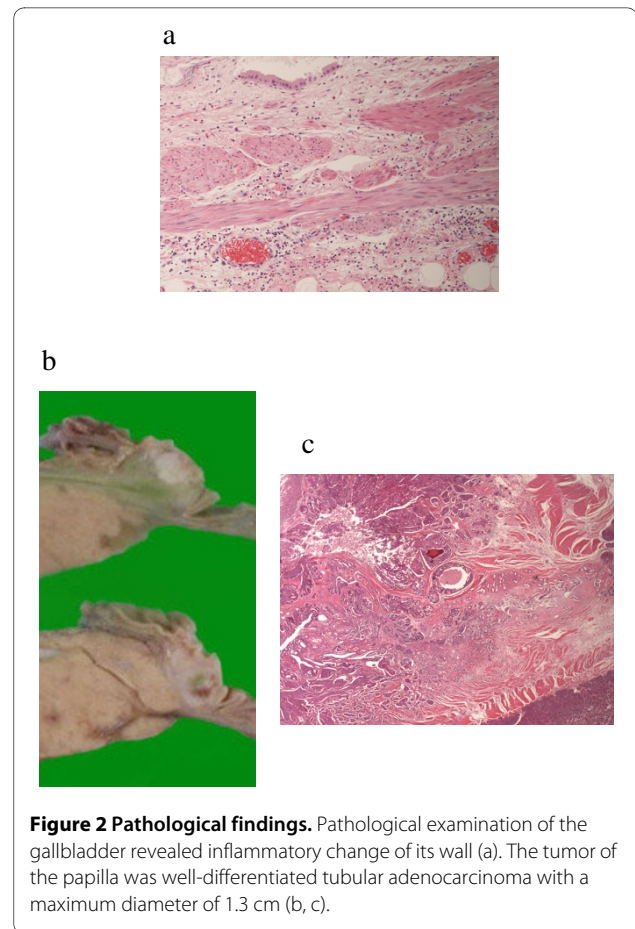 a
b
c
Figure 2 Pathological findings. Pathological examination of the
gallbladder revealed inflammatory change of its wall (a). The tumor of
the papilla was well-differentiated tubular adenocarcinoma with a
maximum diameter of 1.3 cm (b, c).